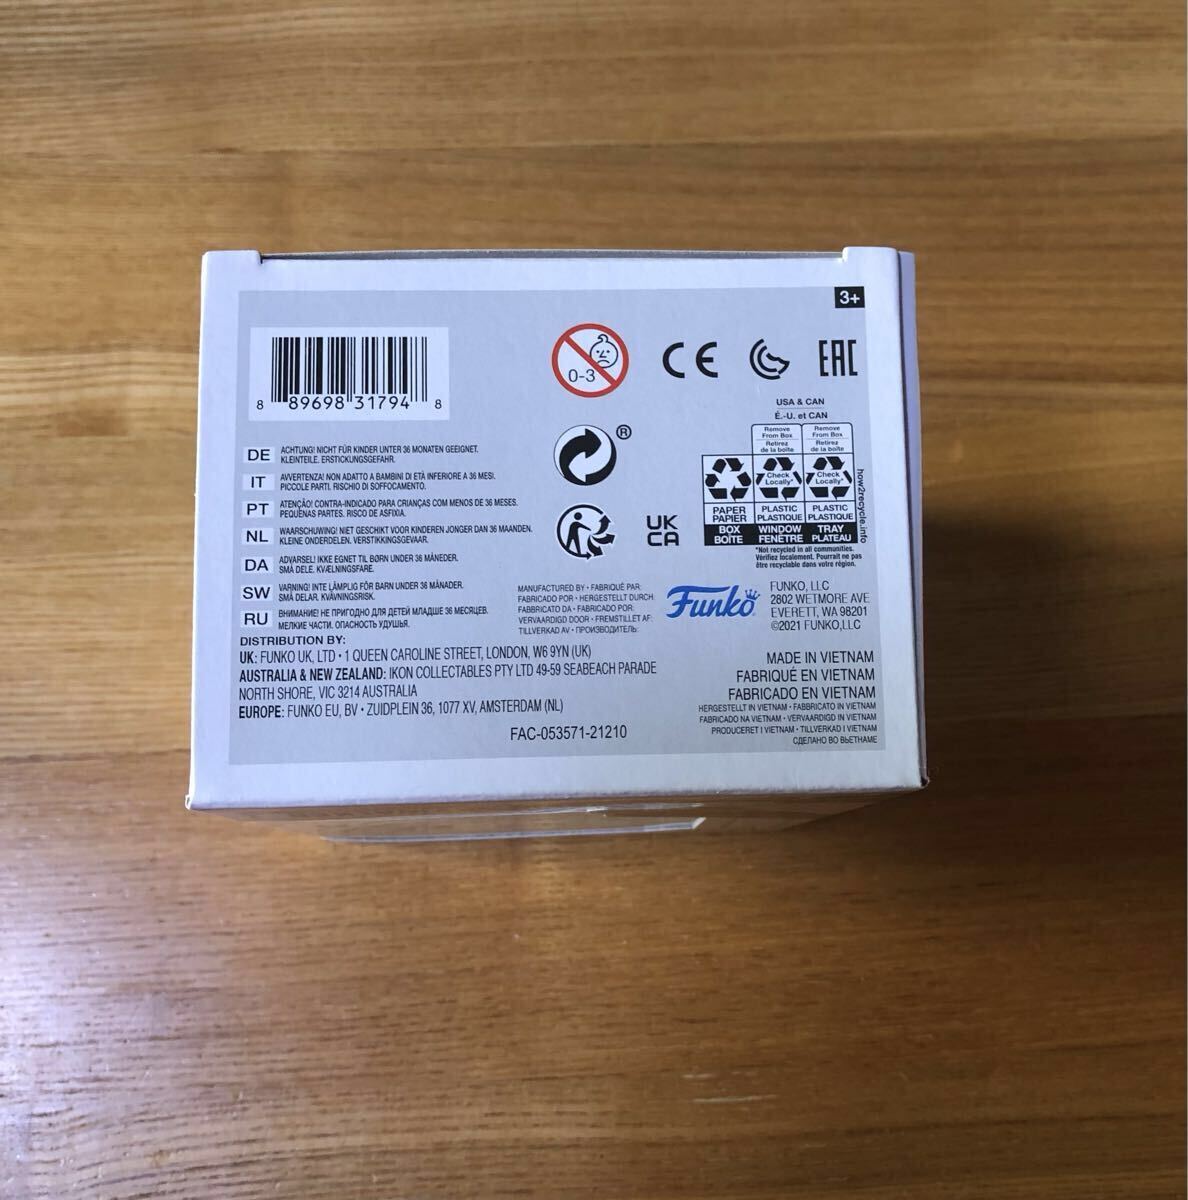 3+
8 89698 31794 8
0-3
CE
EAC
USA & CAN
É.-U. et CAN
Remove From Box
Retirez de la boîte
Remove From Box
Retirez de la boîte
Check Locally*
Check Locally*
PAPER PAPIER
PLASTIC PLASTIQUE
PLASTIC PLASTIQUE
BOX BOÎTE
WINDOW FENÊTRE
TRAY PLATEAU
how2recycle.info
*Not recycled in all communities.
Vérifiez localement. Pourrait ne pas
être recyclable dans votre région.
®
UK
CA
DE ACHTUNG! NICHT FÜR KINDER UNTER 36 MONATEN GEEIGNET.
KLEINTEILE. ERSTICKUNGSGEFAHR.
IT AVVERTENZA! NON ADATTO A BAMBINI DI ETÀ INFERIORE A 36 MESI.
PICCOLE PARTI. RISCHIO DI SOFFOCAMENTO.
PT ATENÇÃO! CONTRA-INDICADO PARA CRIANÇAS COM MENOS DE 36 MESES.
PEQUENAS PARTES. RISCO DE ASFIXIA.
NL WAARSCHUWING! NIET GESCHIKT VOOR KINDEREN JONGER DAN 36 MAANDEN.
KLEINE ONDERDELEN. VERSTIKKINGSGEVAAR.
DA ADVARSEL! IKKE EGNET TIL BØRN UNDER 36 MÅNEDER.
SMÅ DELE. KVÆLNINGSFARE.
SW VARNING! INTE LÄMPLIG FÖR BARN UNDER 36 MÅNADER.
SMÅ DELAR. KVÄVNINGSRISK.
RU ВНИМАНИЕ! НЕ ПРИГОДНО ДЛЯ ДЕТЕЙ МЛАДШЕ 36 МЕСЯЦЕВ.
МЕЛКИЕ ЧАСТИ. ОПАСНОСТЬ УДУШЬЯ.
MANUFACTURED BY • FABRIQUÉ PAR:
FABRICADO POR • HERGESTELLT DURCH:
FABBRICATO DA • FABRICADO POR:
VERVAARDIGD DOOR • FREMSTILLET AF:
TILLVERKAD AV • ПРОИЗВОДИТЕЛЬ:
Funko
FUNKO, LLC
2802 WETMORE AVE
EVERETT, WA 98201
©2021 FUNKO,LLC
DISTRIBUTION BY:
UK: FUNKO UK, LTD • 1 QUEEN CAROLINE STREET, LONDON, W6 9YN (UK)
AUSTRALIA & NEW ZEALAND: IKON COLLECTABLES PTY LTD 49-59 SEABEACH PARADE
NORTH SHORE, VIC 3214 AUSTRALIA
EUROPE: FUNKO EU, BV • ZUIDPLEIN 36, 1077 XV, AMSTERDAM (NL)
FAC-053571-21210
MADE IN VIETNAM
FABRIQUÉ EN VIETNAM
FABRICADO EN VIETNAM
HERGESTELLT IN VIETNAM • FABBRICATO IN VIETNAM
FABRICADO NA VIETNAM • VERVAARDIGD IN VIETNAM
PRODUCERET I VIETNAM • TILLVERKAD I VIETNAM
СДЕЛАНО ВО ВЬЕТНАМЕ